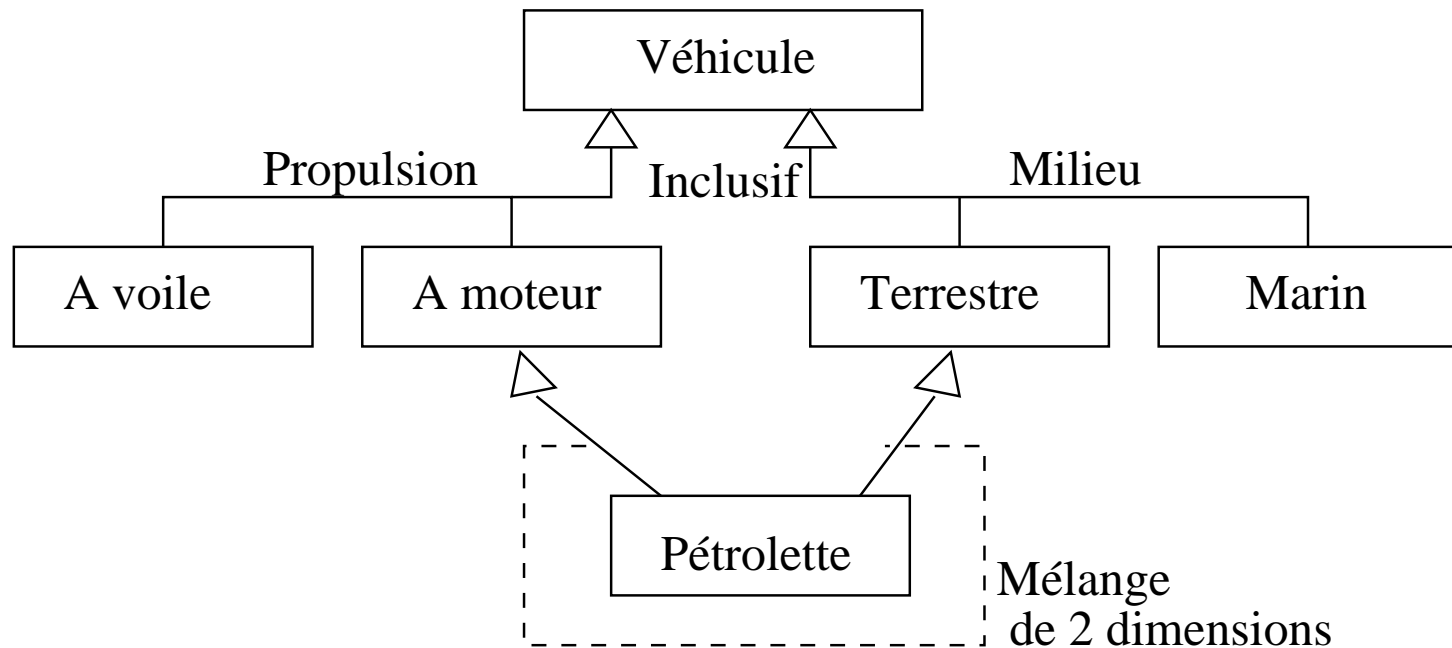 Véhicule
Propulsion
Inclusif
Milieu
A voile
A moteur
Terrestre
Marin
Pétrolette
Mélange
de 2 dimensions